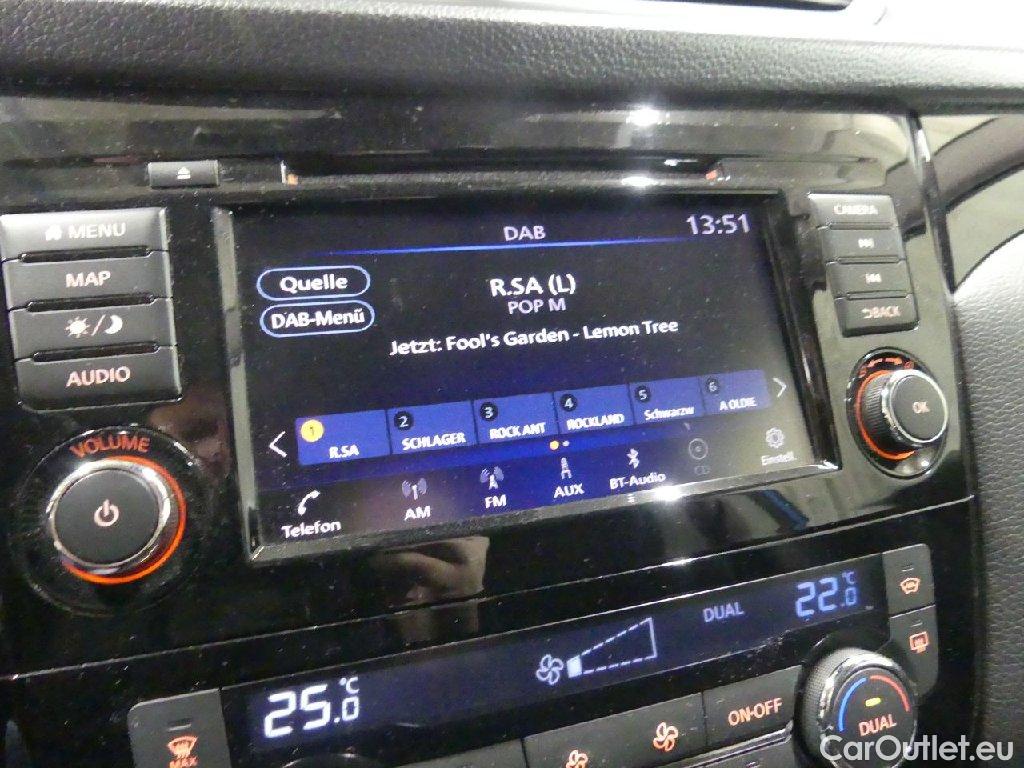 MENU
MAP
AUDIO
VOLUME
DAB
13:51
Quelle
DAB-Menü
R.SA (L)
POP M
Jetzt: Fool's Garden - Lemon Tree
1 R.SA
2 SCHLAGER
3 ROCK ANT
4 ROCKLAND
5 Schwarzw
6 A OLDIE
Telefon
AM
FM
AUX
BT-Audio
CD
Einstell.
CAMERA
BACK
OK
25.0 °C
DUAL
22.0 °C
MAX
ON·OFF
DUAL
CarOutlet.eu